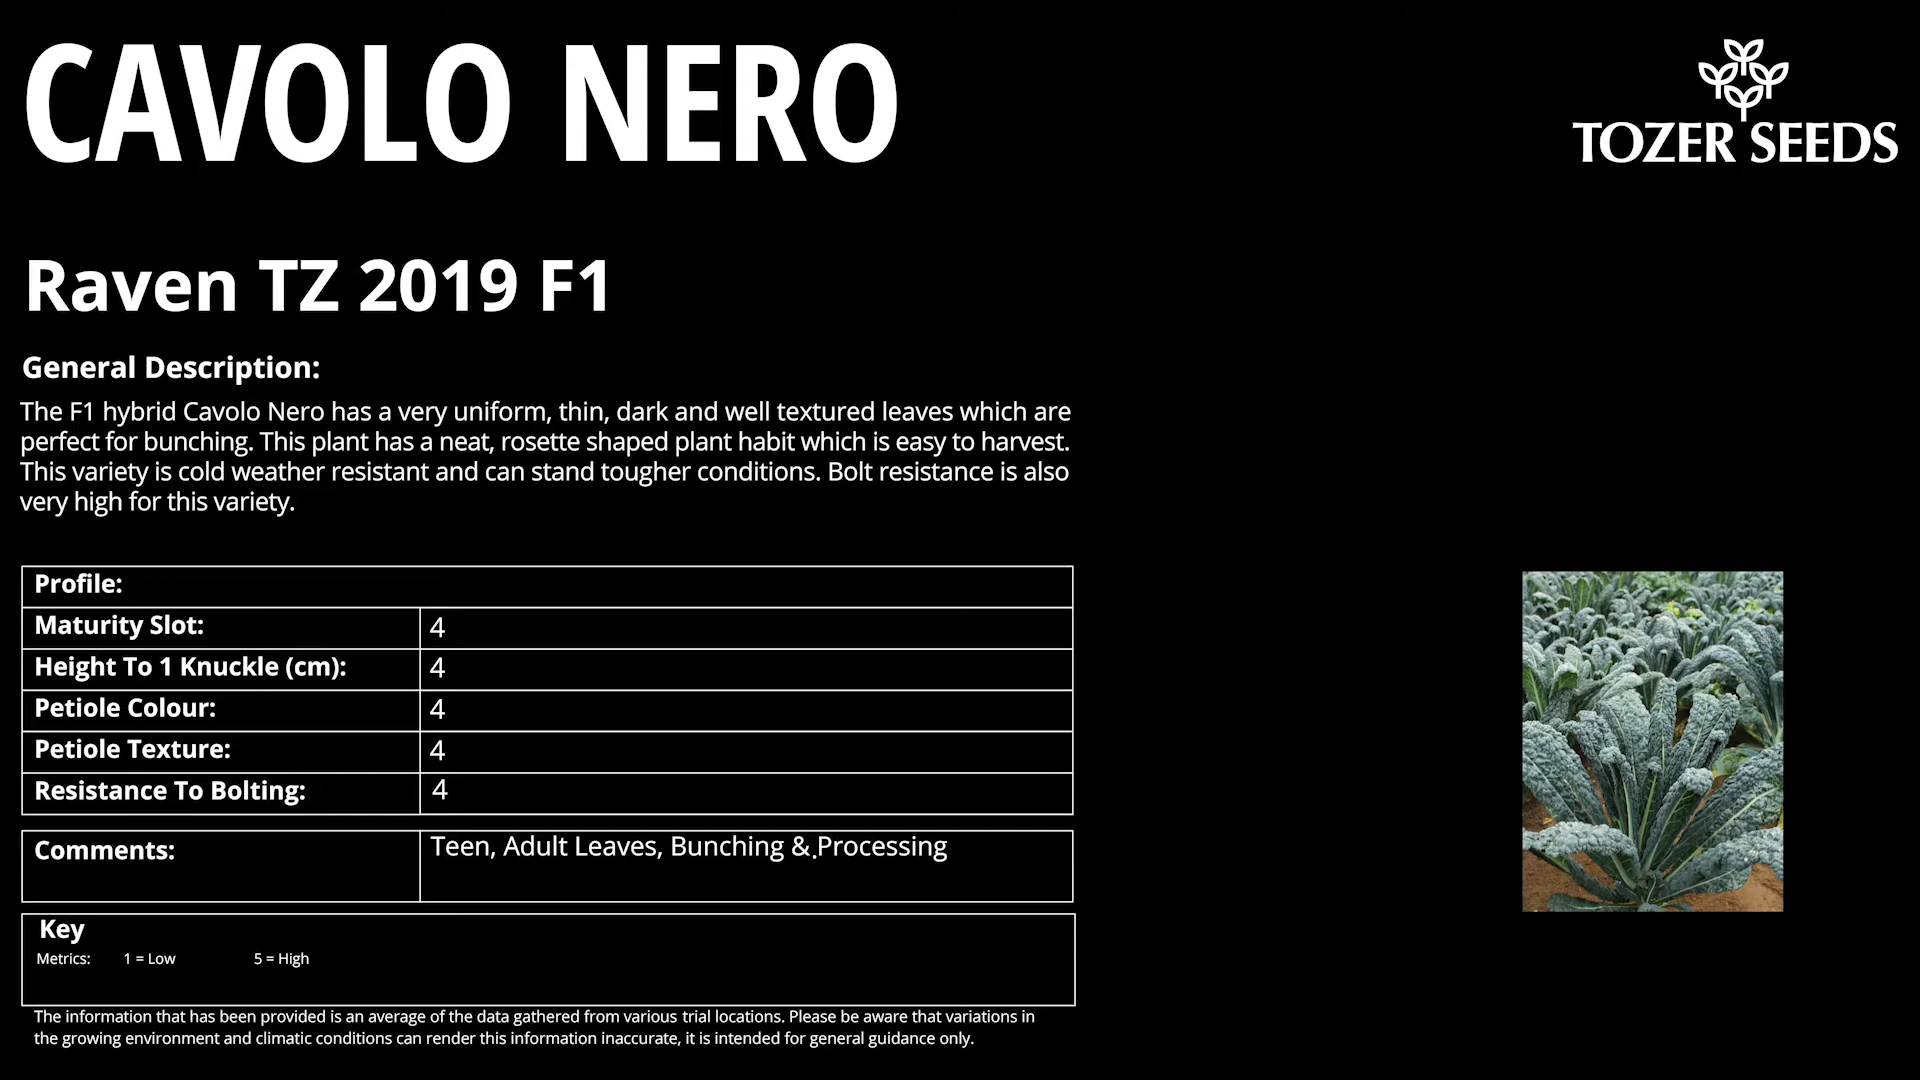 CAVOLO NERO
TOZER SEEDS
Raven TZ 2019 F1
General Description:
The F1 hybrid Cavolo Nero has a very uniform, thin, dark and well textured leaves which are
perfect for bunching. This plant has a neat, rosette shaped plant habit which is easy to harvest.
This variety is cold weather resistant and can stand tougher conditions. Bolt resistance is also
very high for this variety.
Profile:
Maturity Slot: 4
Height To 1 Knuckle (cm): 4
Petiole Colour: 4
Petiole Texture: 4
Resistance To Bolting: 4
Comments: Teen, Adult Leaves, Bunching &.Processing
Key
Metrics: 1 = Low 5 = High
The information that has been provided is an average of the data gathered from various trial locations. Please be aware that variations in
the growing environment and climatic conditions can render this information inaccurate, it is intended for general guidance only.